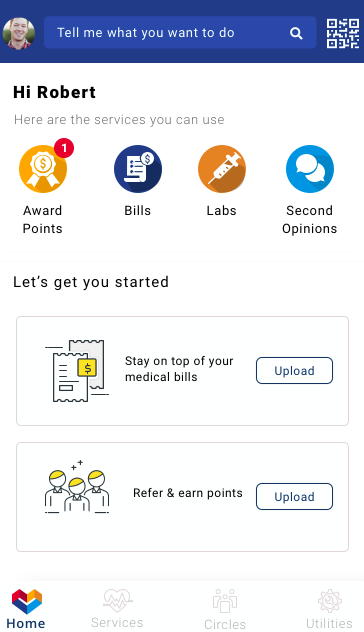 Tell me what you want to do
Hi Robert
Here are the services you can use
1
Award
Points
Bills
Labs
Second
Opinions
Let’s get you started
Stay on top of your
medical bills
Upload
Refer & earn points
Upload
Home
Services
Circles
Utilities